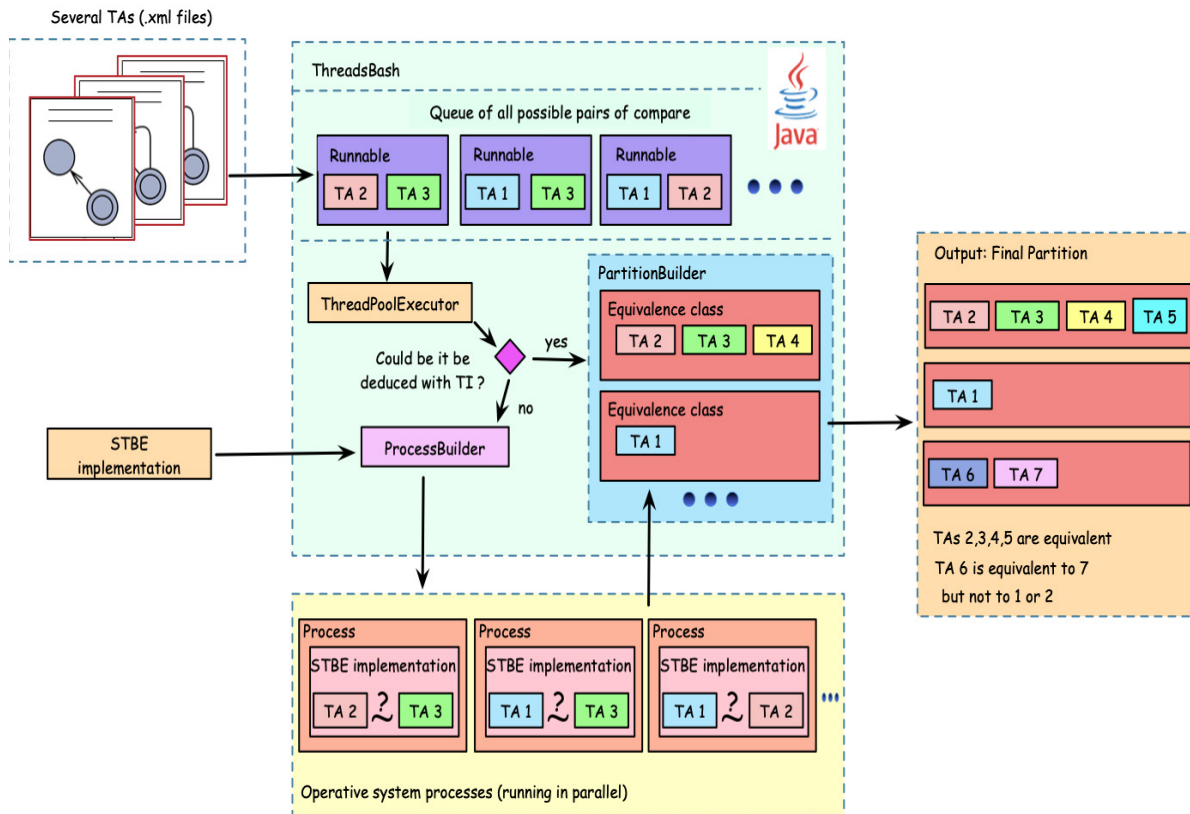 Several TAs (.xml files)
ThreadsBash
Java
Queue of all possible pairs of compare
Runnable
TA 2
TA 3
Runnable
TA 1
TA 3
Runnable
TA 1
TA 2
ThreadPoolExecutor
Could be it be
deduced with TI ?
yes
no
STBE
implementation
ProcessBuilder
PartitionBuilder
Equivalence class
TA 2
TA 3
TA 4
Equivalence class
TA 1
Output: Final Partition
TA 2
TA 3
TA 4
TA 5
TA 1
TA 6
TA 7
TAs 2,3,4,5 are equivalent
TA 6 is equivalent to 7
but not to 1 or 2
Process
STBE implementation
TA 2 ?~ TA 3
Process
STBE implementation
TA 1 ?~ TA 3
Process
STBE implementation
TA 1 ?~ TA 2
Operative system processes (running in parallel)